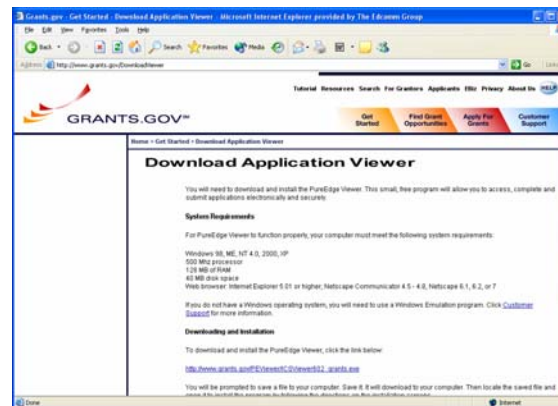 Grants.gov - Get Started - Download Application Viewer - Microsoft Internet Explorer provided by The Edcamm Group
File Edit View Favorites Tools Help
Back Search Favorites Media
Address http://www.grants.gov/DownloadViewer Go Links
Tutorial Resources Search For Grantors Applicants EBiz Privacy About Us HELP
GRANTS.GOV℠
Get Started Find Grant Opportunities Apply For Grants Customer Support
Home > Get Started > Download Application Viewer
Download Application Viewer
You will need to download and install the PureEdge Viewer. This small, free program will allow you to access, complete and
submit applications electronically and securely.
System Requirements
For PureEdge Viewer to function properly, your computer must meet the following system requirements:
Windows 98, ME, NT 4.0, 2000, XP
500 Mhz processor
128 MB of RAM
40 MB disk space
Web browser: Internet Explorer 5.01 or higher, Netscape Communicator 4.5 - 4.8, Netscape 6.1, 6.2, or 7
If you do not have a Windows operating system, you will need to use a Windows Emulation program. Click Customer
Support for more information.
Downloading and Installation
To download and install the PureEdge Viewer, click the link below:
http://www.grants.gov/PEViewer/ICSViewer602_grants.exe
You will be prompted to save a file to your computer. Save it. It will download to your computer. Then locate the saved file and
Done Internet